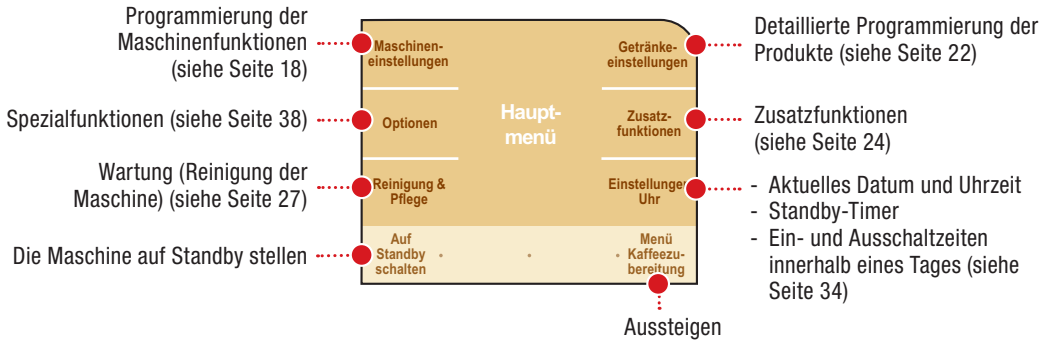 Programmierung der
Maschinenfunktionen
(siehe Seite 18)
Spezialfunktionen (siehe Seite 38)
Wartung (Reinigung der
Maschine) (siehe Seite 27)
Die Maschine auf Standby stellen
Maschinen-
einstellungen
Optionen
Reinigung &
Pflege
Auf
Standby
schalten
Haupt-
menü
Getränke-
einstellungen
Zusatz-
funktionen
Einstellungen
Uhr
Menü
Kaffeezu-
bereitung
Detaillierte Programmierung der
Produkte (siehe Seite 22)
Zusatzfunktionen
(siehe Seite 24)
- Aktuelles Datum und Uhrzeit
- Standby-Timer
- Ein- und Ausschaltzeiten
innerhalb eines Tages (siehe
Seite 34)
Aussteigen